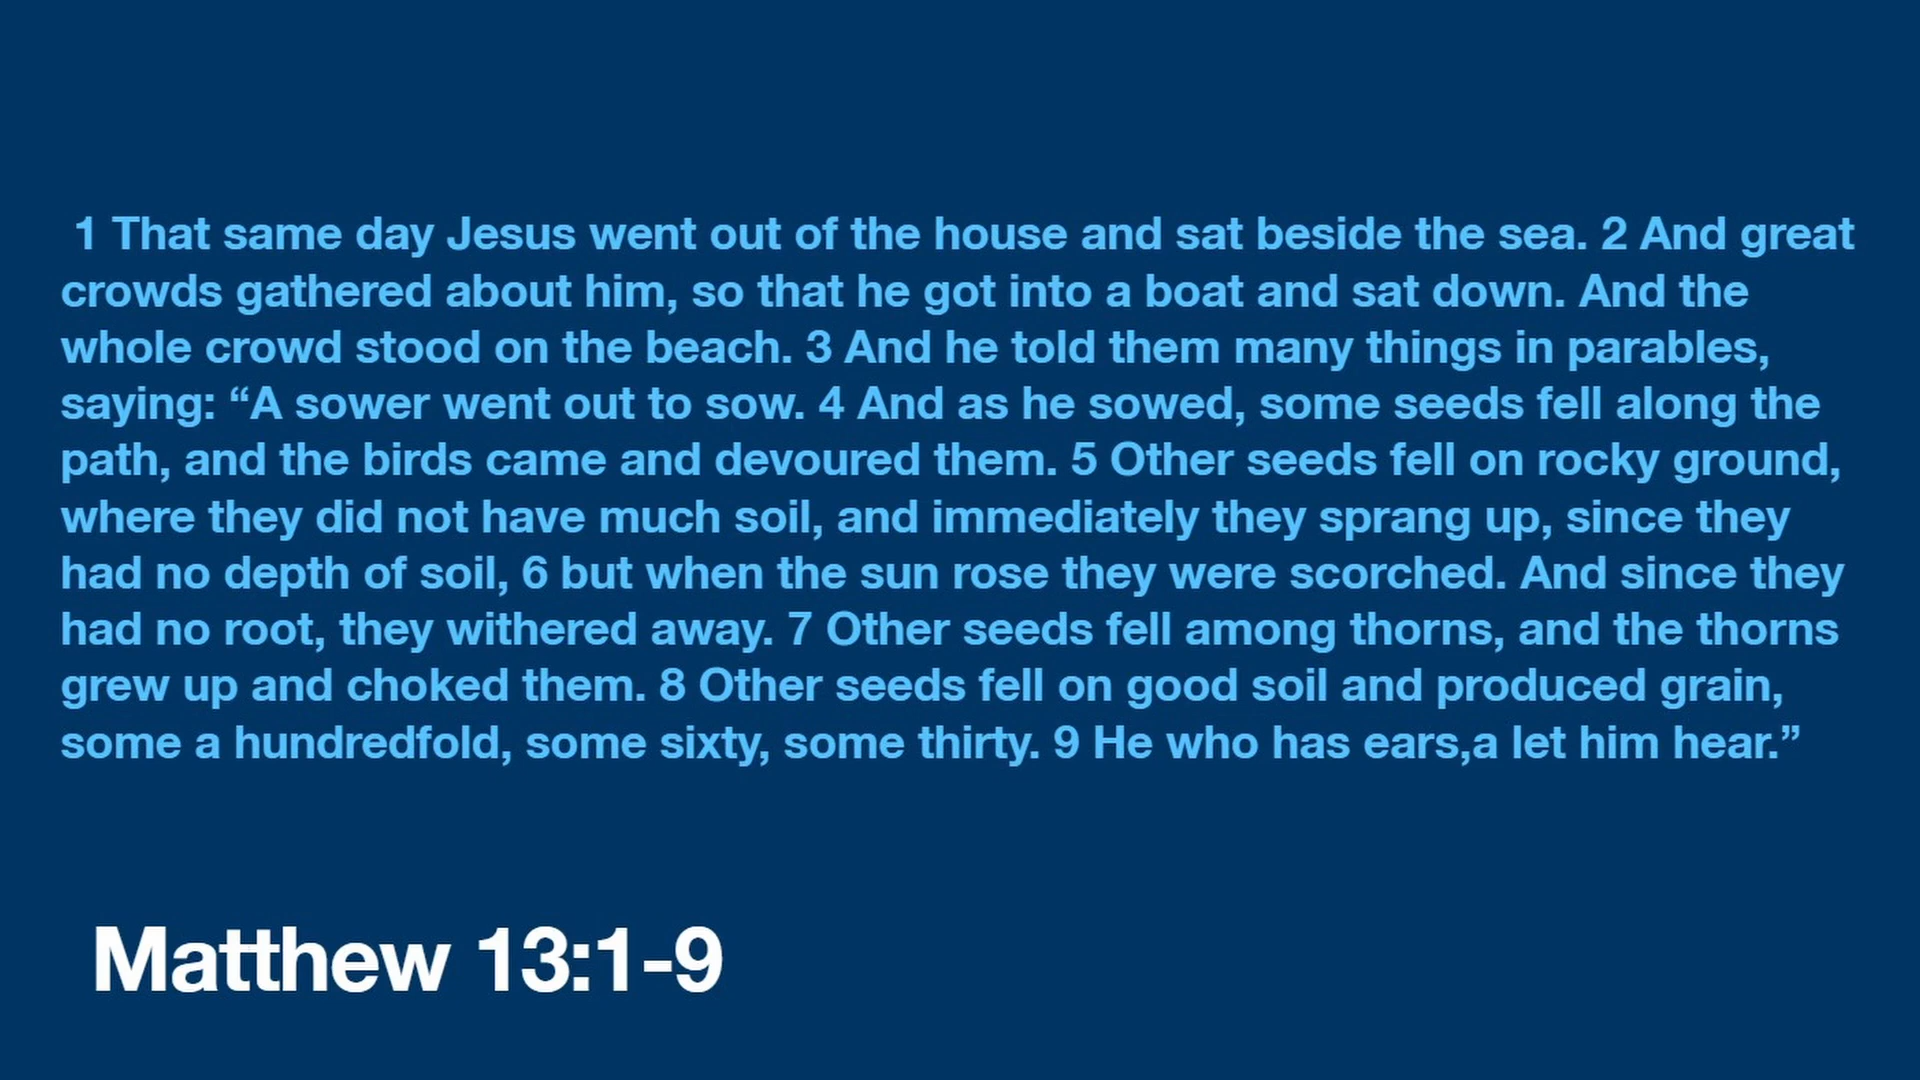 1 That same day Jesus went out of the house and sat beside the sea. 2 And great
crowds gathered about him, so that he got into a boat and sat down. And the
whole crowd stood on the beach. 3 And he told them many things in parables,
saying: “A sower went out to sow. 4 And as he sowed, some seeds fell along the
path, and the birds came and devoured them. 5 Other seeds fell on rocky ground,
where they did not have much soil, and immediately they sprang up, since they
had no depth of soil, 6 but when the sun rose they were scorched. And since they
had no root, they withered away. 7 Other seeds fell among thorns, and the thorns
grew up and choked them. 8 Other seeds fell on good soil and produced grain,
some a hundredfold, some sixty, some thirty. 9 He who has ears,a let him hear.”
Matthew 13:1-9